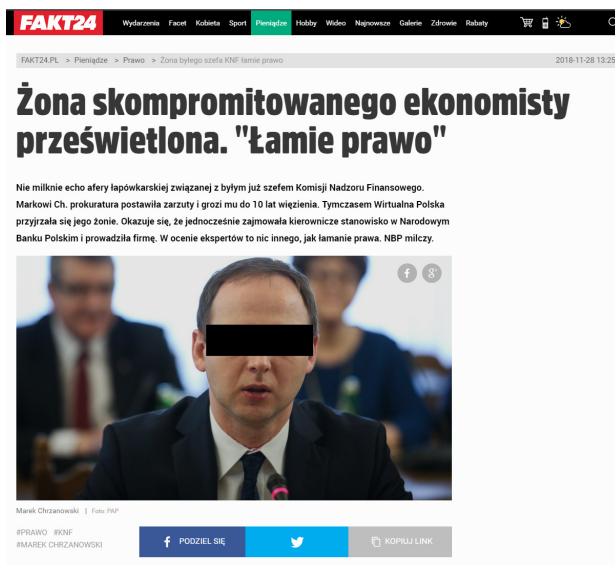 FAKT24
Wydarzenia Facet Kobieta Sport Pieniądze Hobby Wideo Najnowsze Galerie Zdrowie Rabaty
FAKT24.PL > Pieniądze > Prawo > Żona byłego szefa KNF łamie prawo 2018-11-28 13:25
Żona skompromitowanego ekonomisty
prześwietlona. "Łamie prawo"
Nie milknie echo afery łapówkarskiej związanej z byłym już szefem Komisji Nadzoru Finansowego.
Markowi Ch. prokuratura postawiła zarzuty i grozi mu do 10 lat więzienia. Tymczasem Wirtualna Polska
przyjrzała się jego żonie. Okazuje się, że jednocześnie zajmowała kierownicze stanowisko w Narodowym
Banku Polskim i prowadziła firmę. W ocenie ekspertów to nic innego, jak łamanie prawa. NBP milczy.
Marek Chrzanowski | Foto: PAP
#PRAWO #KNF
#MAREK CHRZANOWSKI
PODZIEL SIĘ
KOPIUJ LINK